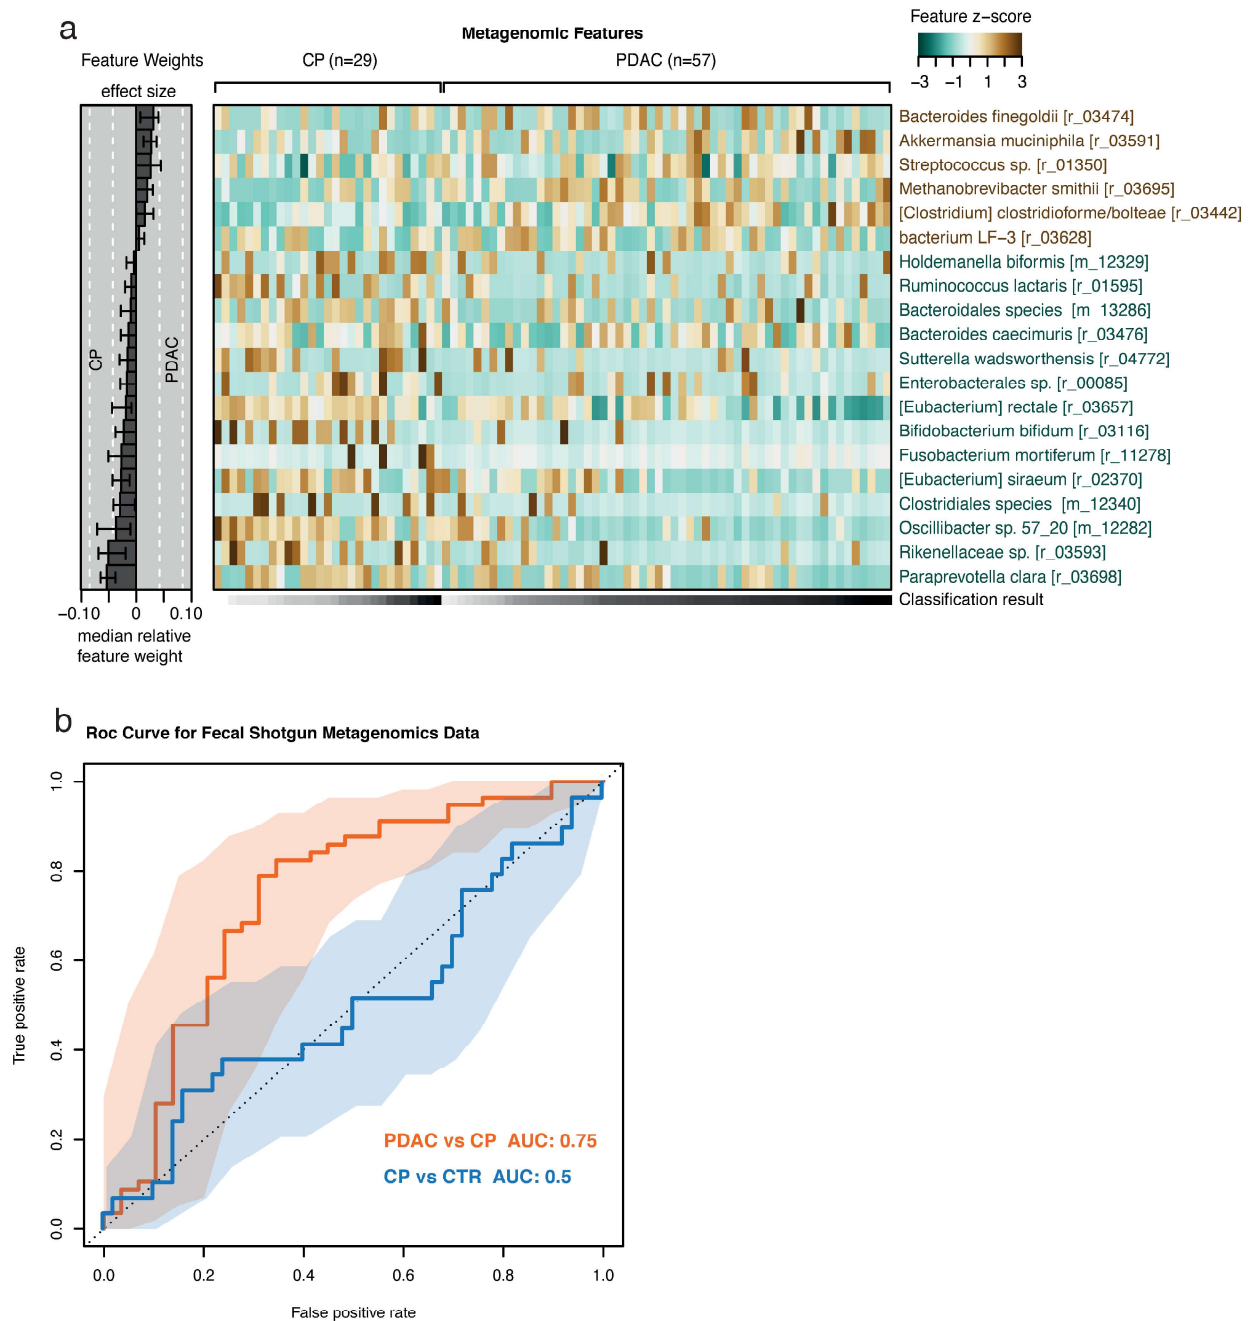 a
Metagenomic Features
Feature z−score
Feature Weights
CP (n=29)
PDAC (n=57)
−3 −1 1 3
effect size
Bacteroides finegoldii [r_03474]
Akkermansia muciniphila [r_03591]
Streptococcus sp. [r_01350]
Methanobrevibacter smithii [r_03695]
[Clostridium] clostridioforme/bolteae [r_03442]
bacterium LF−3 [r_03628]
Holdemanella biformis [m_12329]
Ruminococcus lactaris [r_01595]
Bacteroidales species [m 13286]
Bacteroides caecimuris [r_03476]
Sutterella wadsworthensis [r_04772]
Enterobacterales sp. [r_00085]
[Eubacterium] rectale [r_03657]
Bifidobacterium bifidum [r_03116]
Fusobacterium mortiferum [r_11278]
[Eubacterium] siraeum [r_02370]
Clostridiales species [m_12340]
Oscillibacter sp. 57_20 [m_12282]
Rikenellaceae sp. [r_03593]
Paraprevotella clara [r_03698]
Classification result
CP
PDAC
−0.10 0 0.10
median relative
feature weight
b
Roc Curve for Fecal Shotgun Metagenomics Data
True positive rate
1.0
0.8
0.6
0.4
0.2
0.0
PDAC vs CP AUC: 0.75
CP vs CTR AUC: 0.5
0.0 0.2 0.4 0.6 0.8 1.0
False positive rate